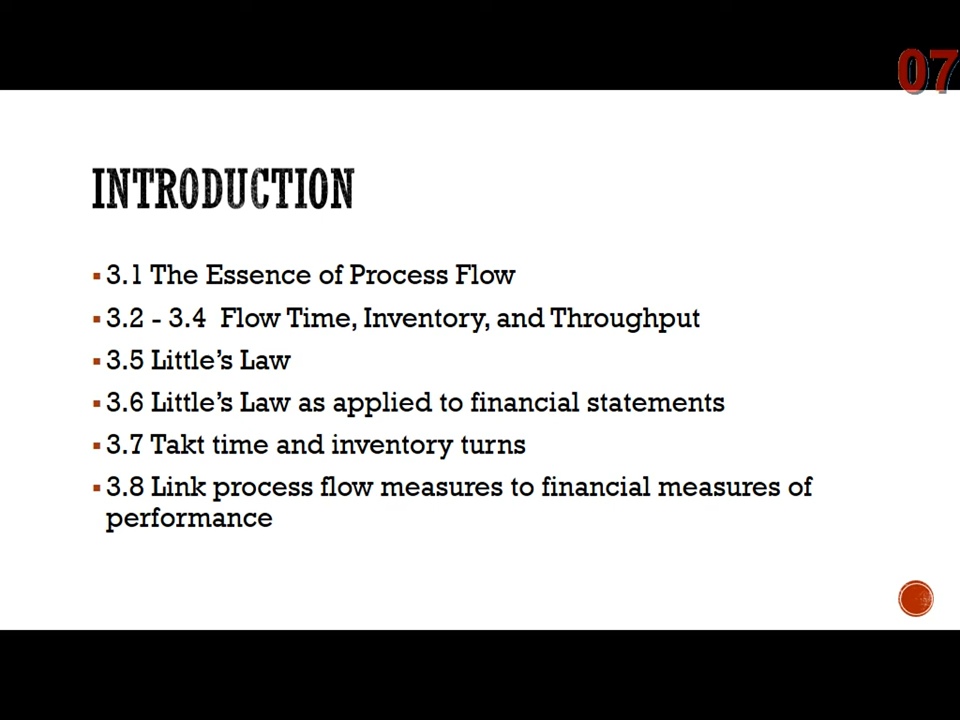 07
INTRODUCTION
▪ 3.1 The Essence of Process Flow
▪ 3.2 - 3.4  Flow Time, Inventory, and Throughput
▪ 3.5 Little’s Law
▪ 3.6 Little’s Law as applied to financial statements
▪ 3.7 Takt time and inventory turns
▪ 3.8 Link process flow measures to financial measures of
performance